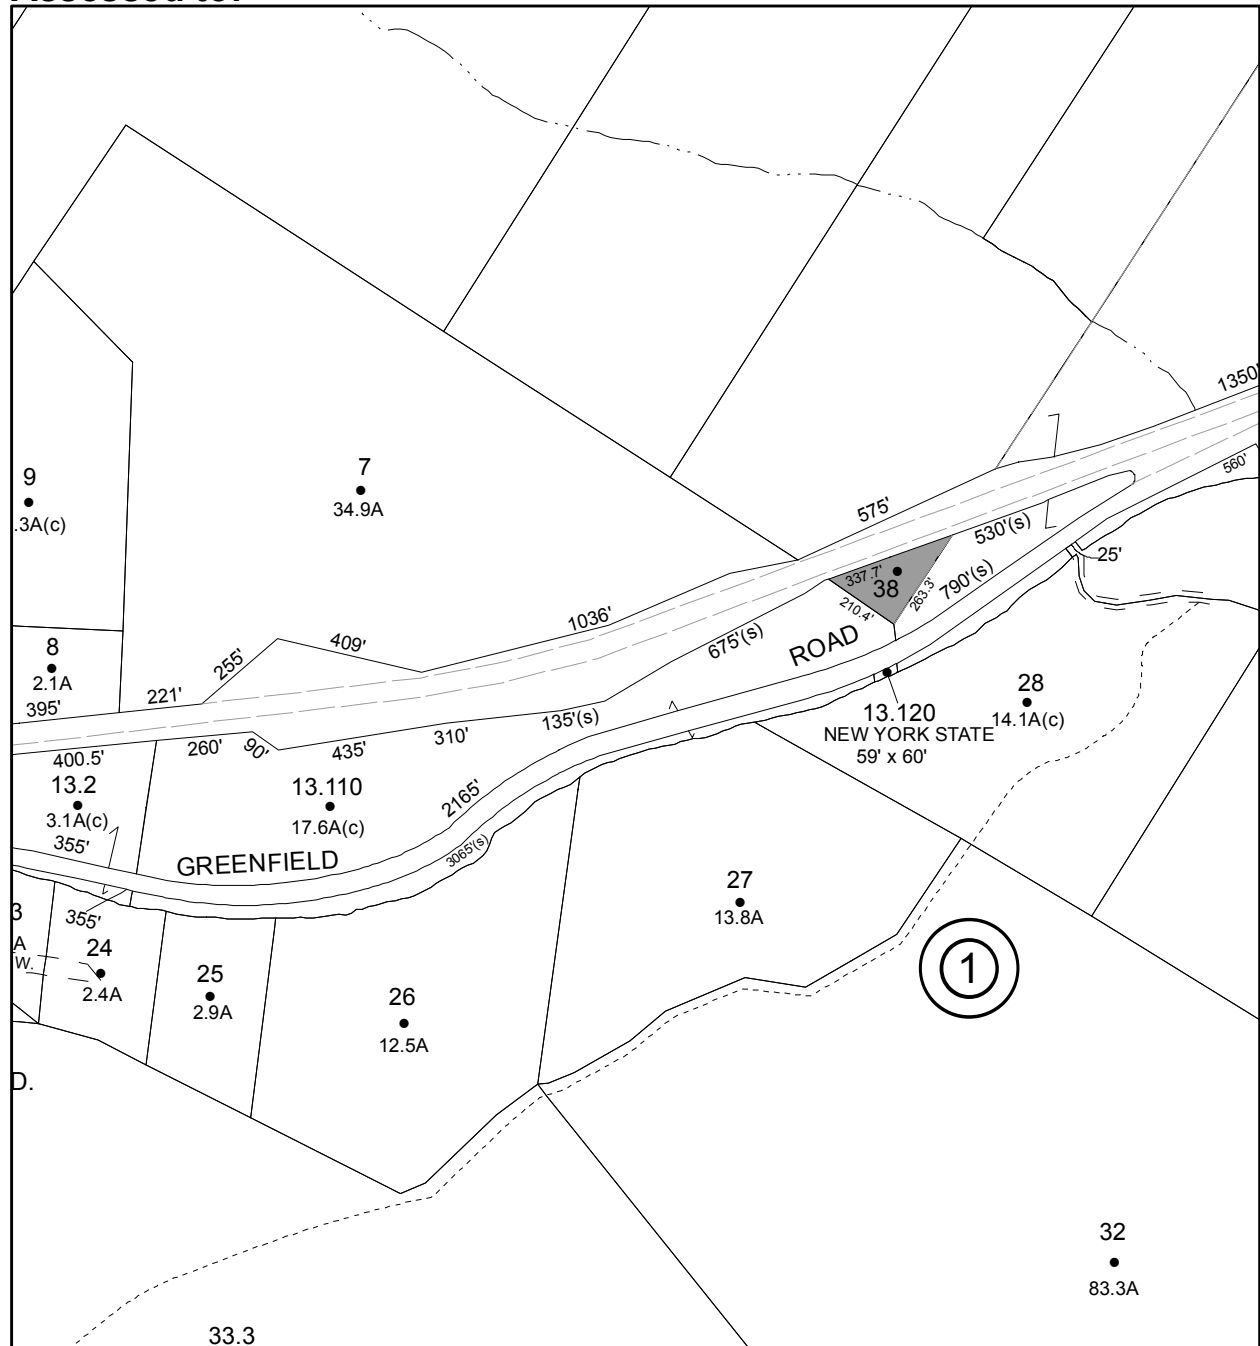 1350'
9
.3A(c)
7
34.9A
575'
530'(s)
560'
25'
337.7'
38
263.3'
790'(s)
210.4'
1036'
675'(s)
ROAD
409'
255'
8
2.1A
395'
221'
28
14.1A(c)
13.120
NEW YORK STATE
59' x 60'
135'(s)
310'
435'
90'
260'
400.5'
13.2
3.1A(c)
13.110
17.6A(c)
2165'
355'
GREENFIELD
3065'(s)
27
13.8A
3
A
W.
355'
24
2.4A
25
2.9A
26
12.5A
1
D.
32
83.3A
33.3